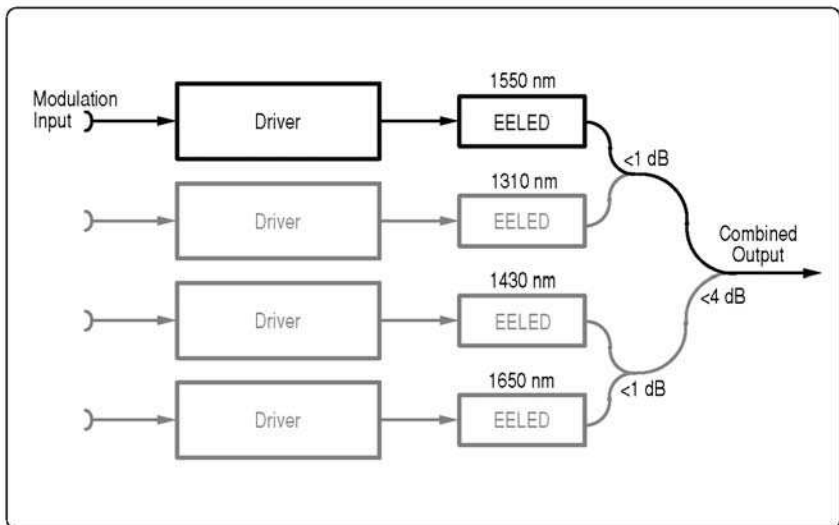 1550 nm
Modulation
Input
Driver
EELED
<1 dB
1310 nm
Driver
EELED
Combined
Output
1430 nm
Driver
EELED
<4 dB
1650 nm
<1 dB
Driver
EELED